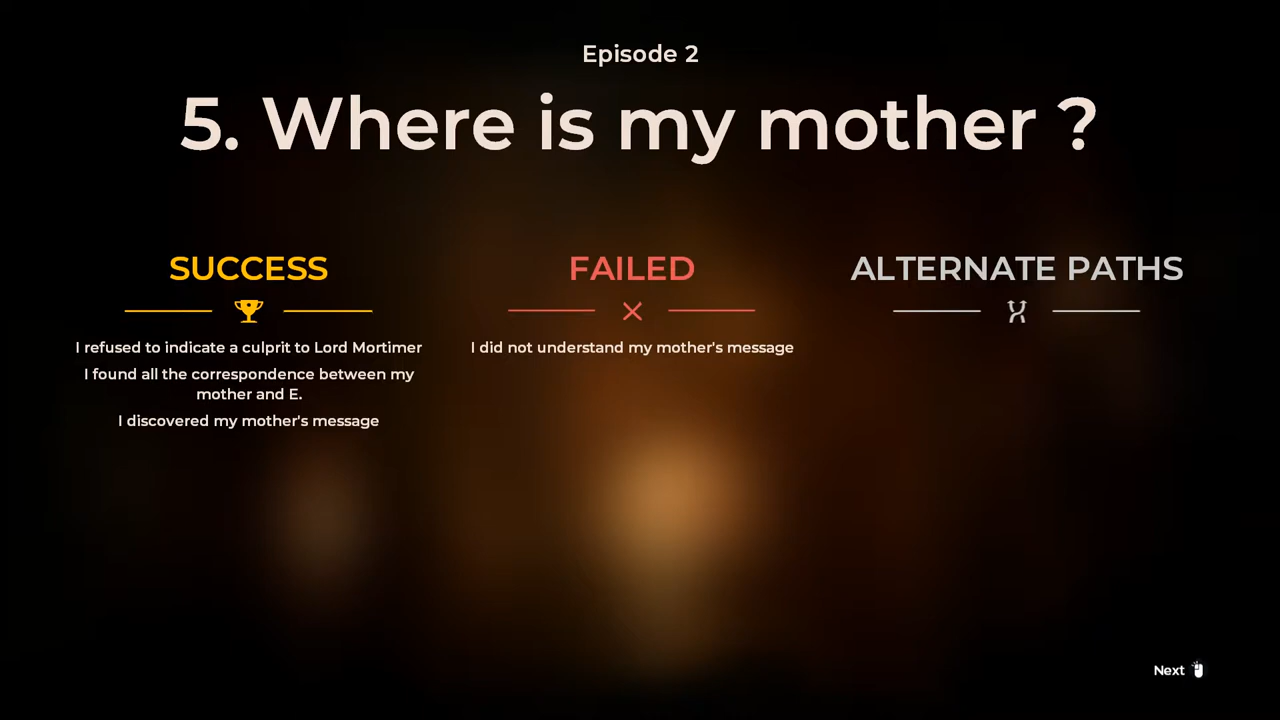 Episode 2
5. Where is my mother ?
SUCCESS
I refused to indicate a culprit to Lord Mortimer
I found all the correspondence between my
mother and E.
I discovered my mother's message
FAILED
I did not understand my mother's message
ALTERNATE PATHS
Next